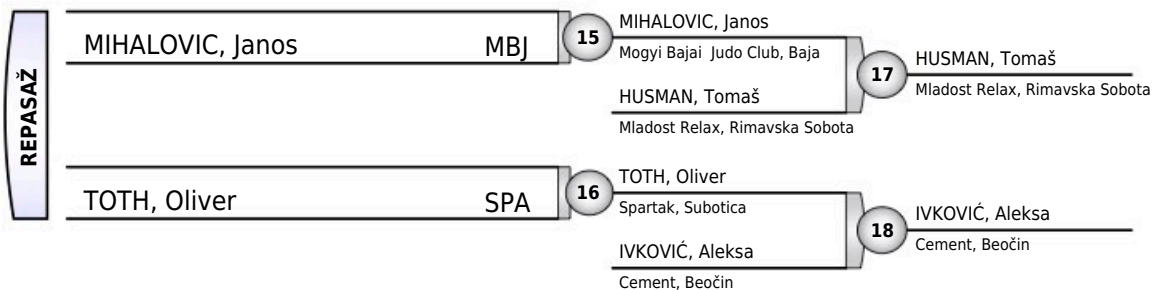 REPASAŽ
MIHALOVIC, Janos MBJ
15
MIHALOVIC, Janos
Mogyi Bajai Judo Club, Baja
HUSMAN, Tomaš
Mladost Relax, Rimavska Sobota
17
HUSMAN, Tomaš
Mladost Relax, Rimavska Sobota
TOTH, Oliver SPA
16
TOTH, Oliver
Spartak, Subotica
IVKOVIĆ, Aleksa
Cement, Beočin
18
IVKOVIĆ, Aleksa
Cement, Beočin